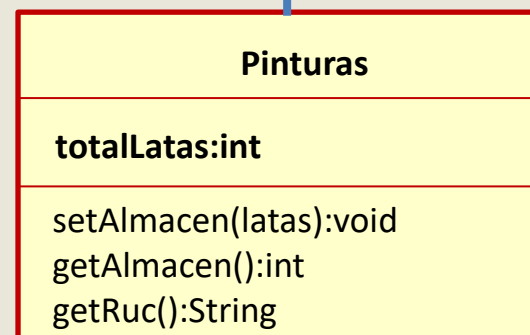 Pinturas
totalLatas:int
setAlmacen(latas):void
getAlmacen():int
getRuc():String